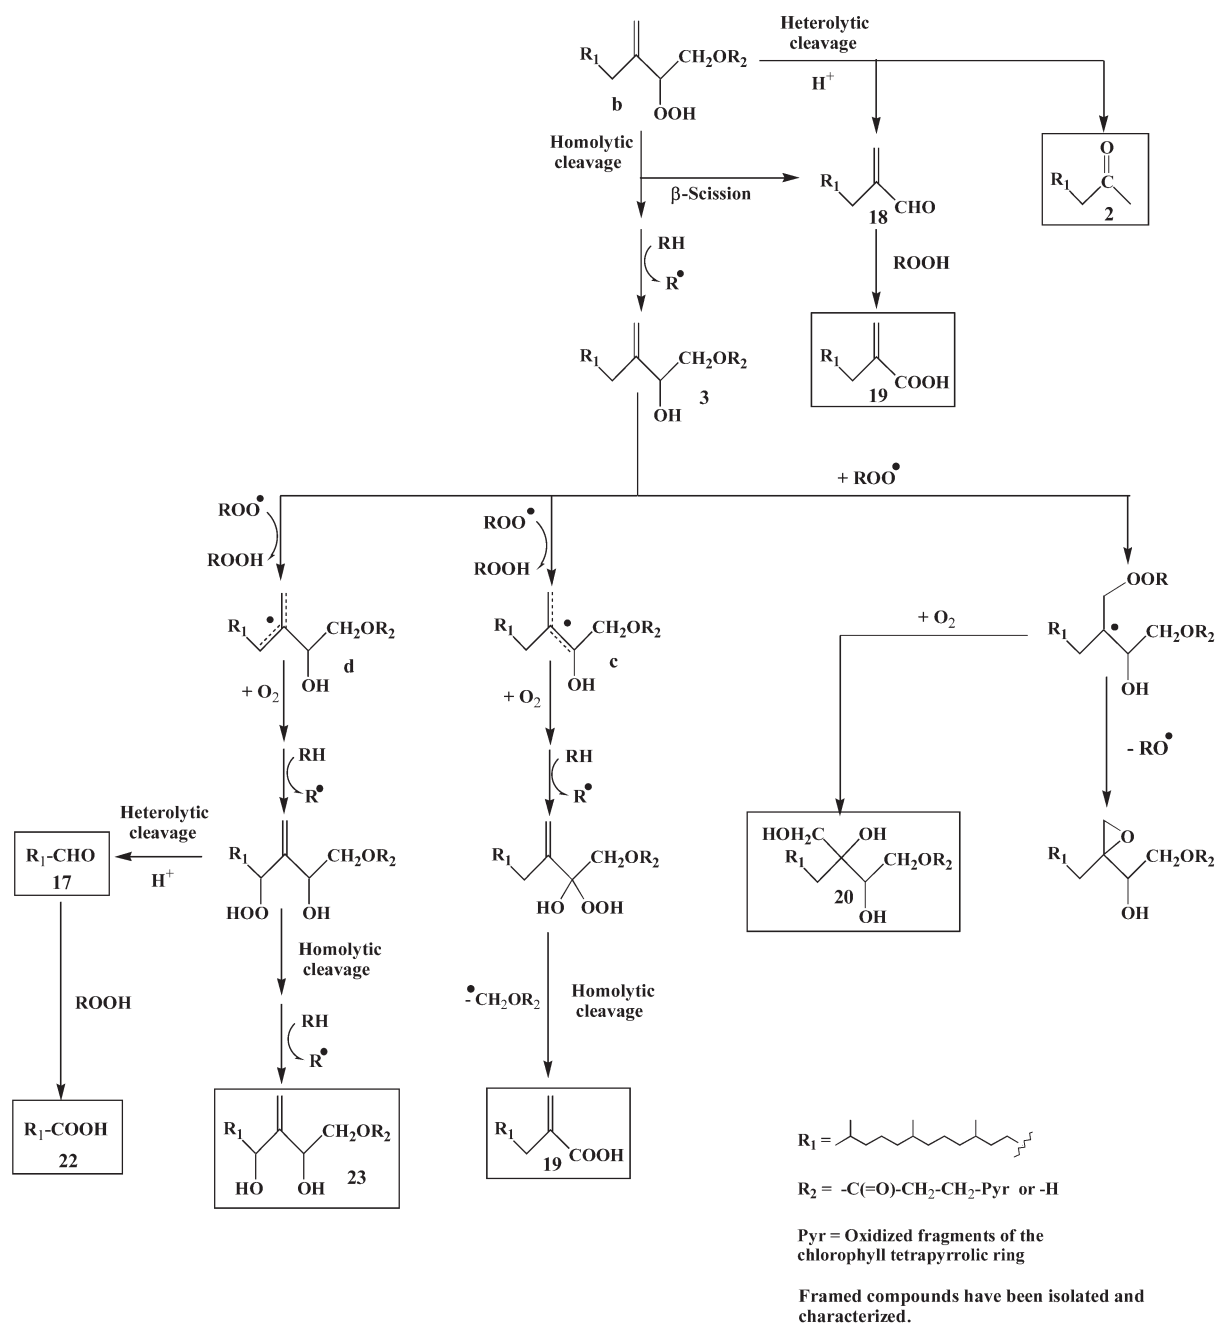 Heterolytic
cleavage
H+
R1
CH2OR2
b
OOH
Homolytic
cleavage
β-Scission
R1
CHO
18
O
R1
C
2
RH
R•
ROOH
R1
CH2OR2
OH
3
R1
COOH
19
+ ROO•
ROO•
ROOH
ROO•
ROOH
OOR
R1
CH2OR2
OH
R1
CH2OR2
OH
d
R1
CH2OR2
OH
c
+ O2
+ O2
+ O2
- RO•
RH
R•
RH
R•
Heterolytic
cleavage
H+
R1-CHO
17
R1
CH2OR2
HOO
OH
R1
CH2OR2
HO
OOH
HOH2C
OH
R1
CH2OR2
20
OH
O
R1
CH2OR2
OH
Homolytic
cleavage
- •CH2OR2
Homolytic
cleavage
ROOH
RH
R•
R1-COOH
22
R1
CH2OR2
HO
OH
23
R1
COOH
19
R1 =
R2 = -C(=O)-CH2-CH2-Pyr or -H
Pyr = Oxidized fragments of the
chlorophyll tetrapyrrolic ring
Framed compounds have been isolated and
characterized.